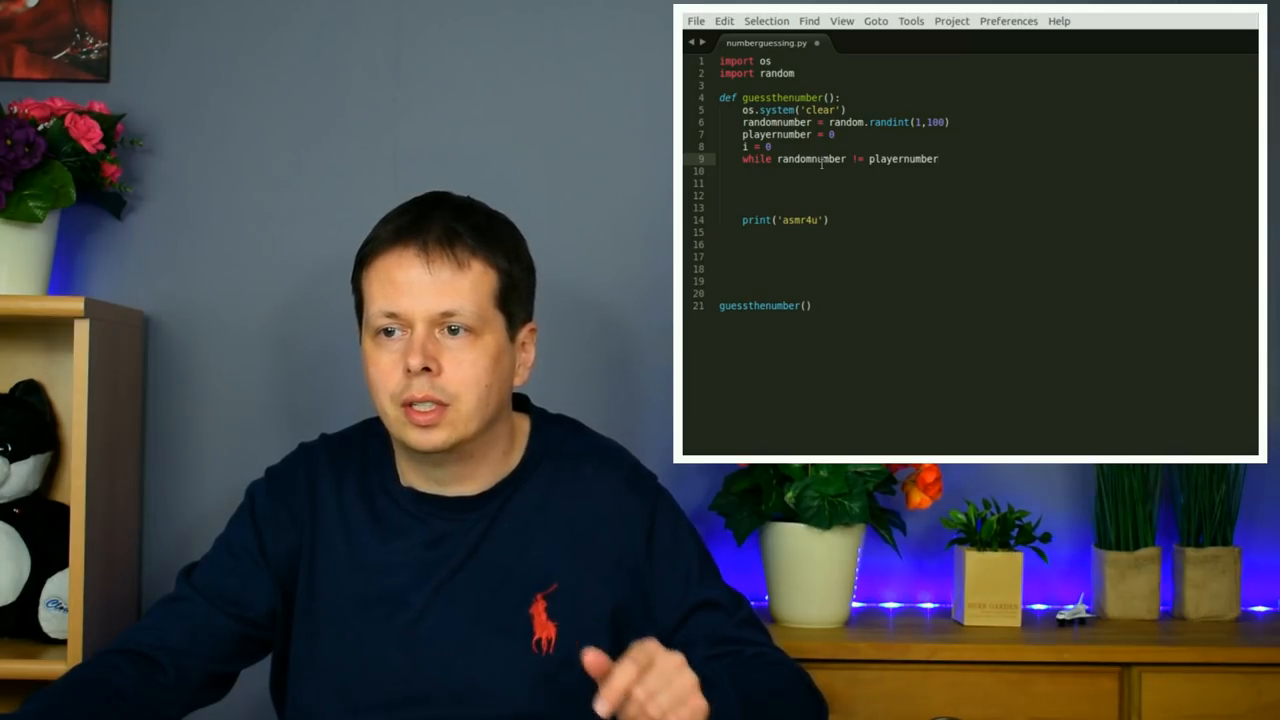 File Edit Selection Find View Goto Tools Project Preferences Help
numberguessing.py
1 import os
2 import random
3
4 def guessthenumber():
5 os.system('clear')
6 randomnumber = random.randint(1,100)
7 playernumber = 0
8 i = 0
9 while randomnumber != playernumber
10
11
12
13
14 print('asmr4u')
15
16
17
18
19
20
21 guessthenumber()
HERB GARDEN